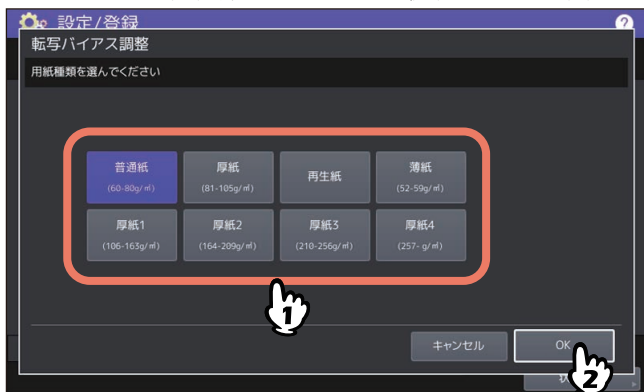 設定/登録
?
転写バイアス調整
用紙種類を選んでください
普通紙 厚紙 再生紙 薄紙
(60-80g/㎡) (81-105g/㎡) (52-59g/㎡)
厚紙1 厚紙2 厚紙3 厚紙4
(106-163g/㎡) (164-209g/㎡) (210-256g/㎡) (257- g/㎡)
1
キャンセル OK
2